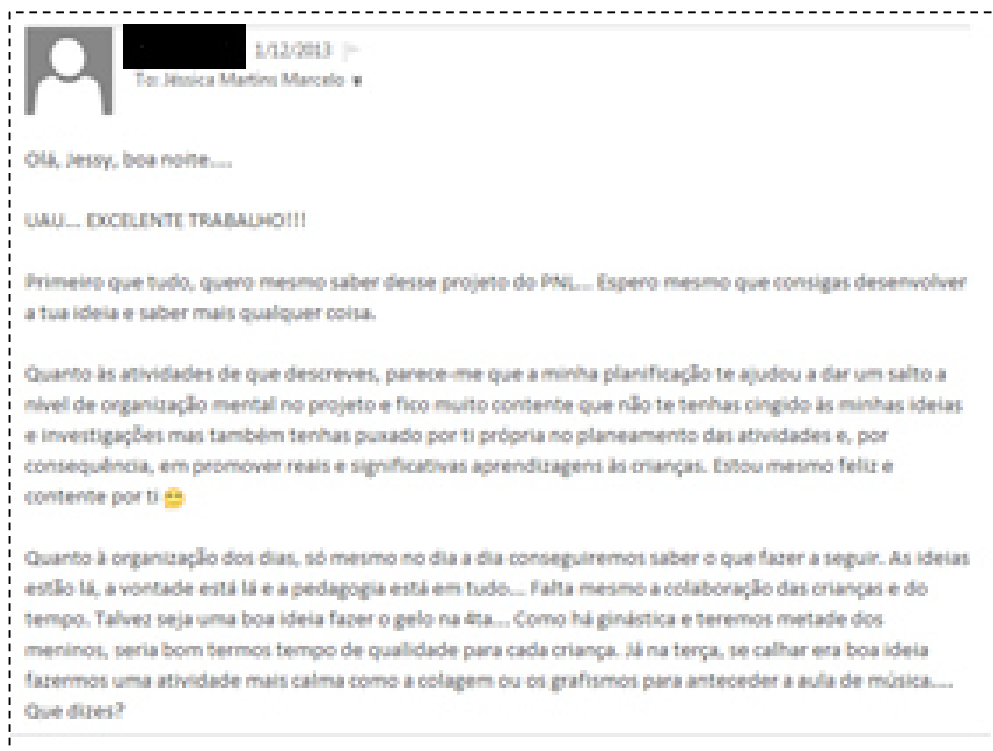 1/12/2013
To: Jéssica Martins Marcelo
Olá, Jessy, boa noite....
UAU... EXCELENTE TRABALHO!!!
Primeiro que tudo, quero mesmo saber desse projeto do PNL... Espero mesmo que consigas desenvolver
a tua ideia e saber mais qualquer coisa.
Quanto às atividades de que descreves, parece-me que a minha planificação te ajudou a dar um salto a
nível de organização mental no projeto e fico muito contente que não te tenhas cingido às minhas ideias
e investigações mas também tenhas puxado por ti própria no planeamento das atividades e, por
consequência, em promover reais e significativas aprendizagens às crianças. Estou mesmo feliz e
contente por ti 😊
Quanto à organização dos dias, só mesmo no dia a dia conseguiremos saber o que fazer a seguir. As ideias
estão lá, a vontade está lá e a pedagogia está em tudo... Falta mesmo a colaboração das crianças e do
tempo. Talvez seja uma boa ideia fazer o gelo na 4ta... Como há ginástica e teremos metade dos
meninos, seria bom termos tempo de qualidade para cada criança. Já na terça, se calhar era boa ideia
fazermos uma atividade mais calma como a colagem ou os grafismos para anteceder a aula de música....
Que dizes?